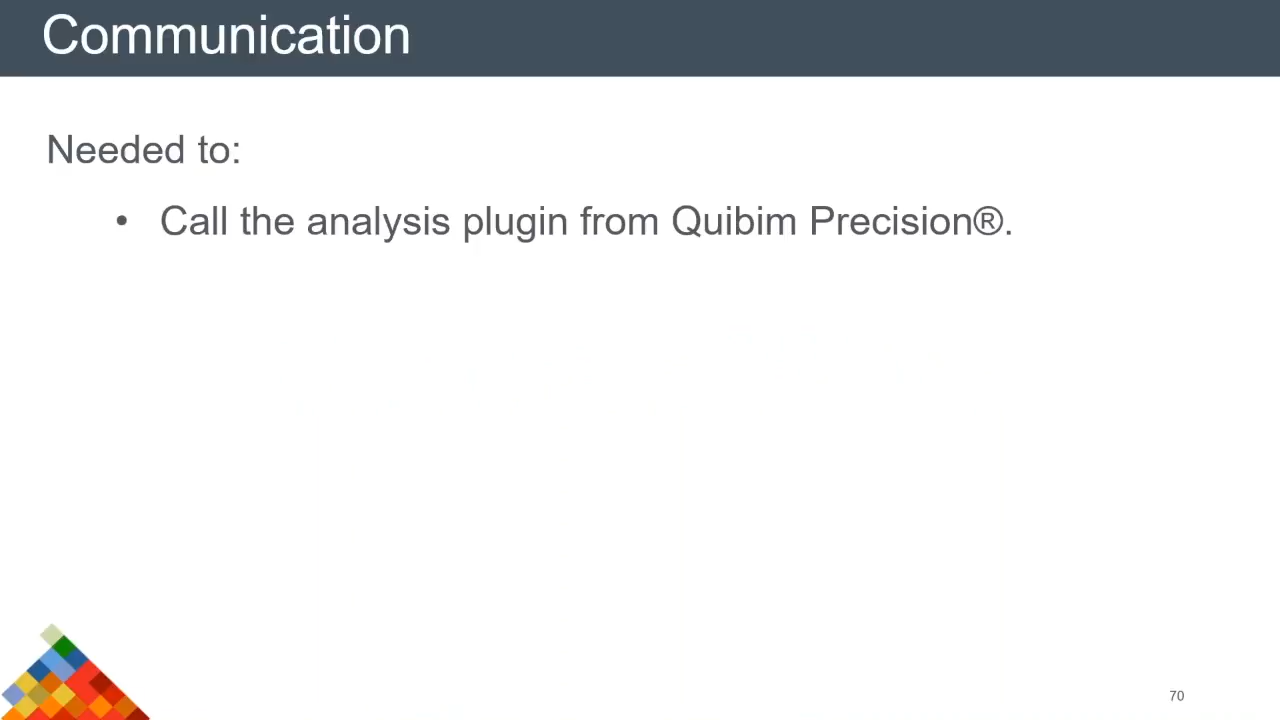 Communication
Needed to:
• Call the analysis plugin from Quibim Precision®.
70